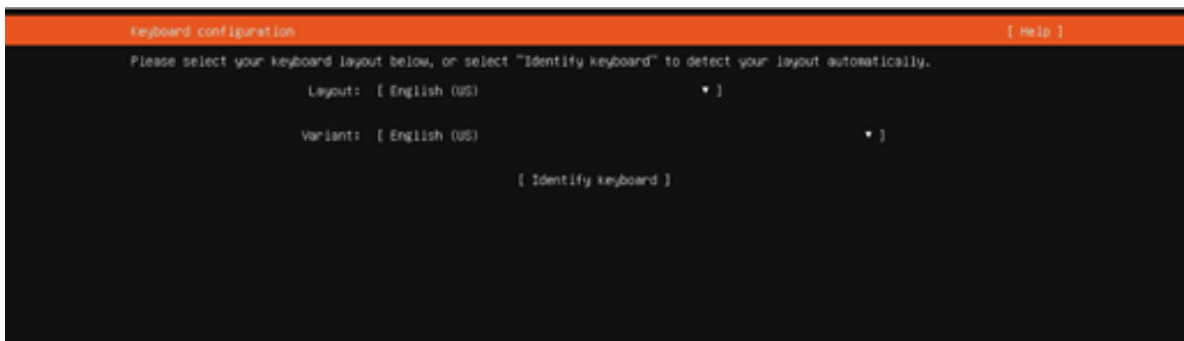 Keyboard configuration [ Help ]
Please select your keyboard layout below, or select "Identify keyboard" to detect your layout automatically.
Layout: [ English (US) ▾ ]
Variant: [ English (US) ▾ ]
[ Identify keyboard ]